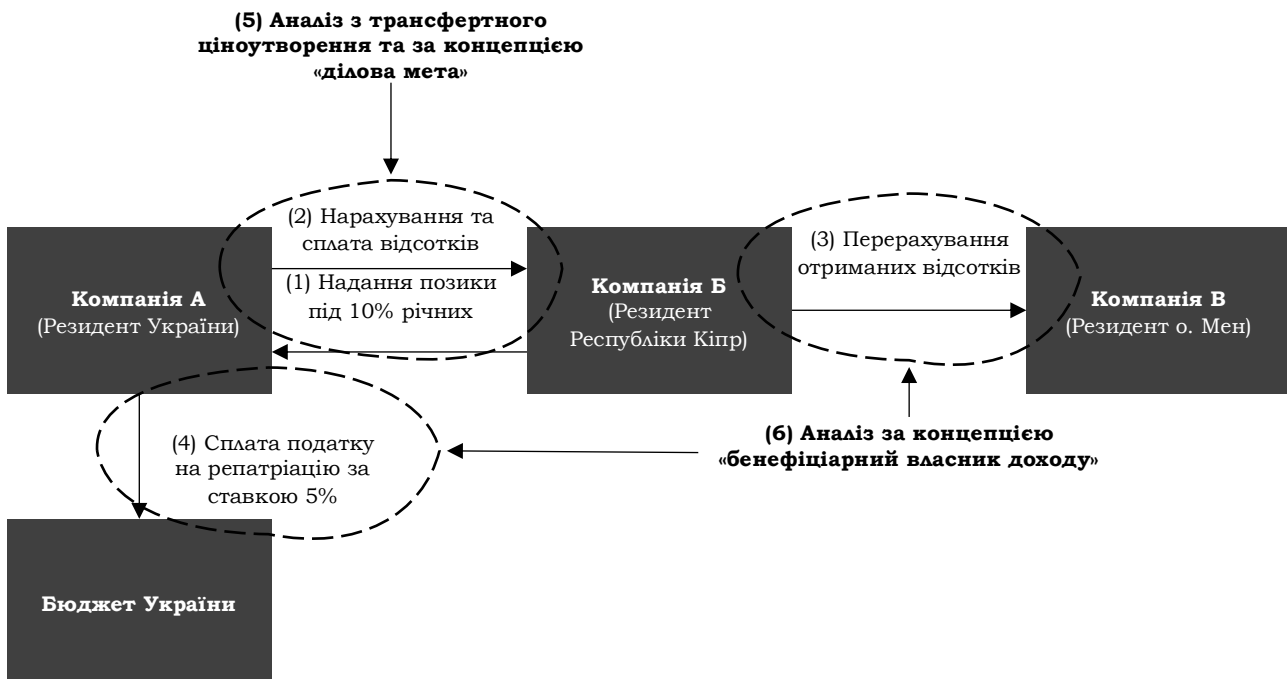 (5) Аналіз з трансфертного
ціноутворення та за концепцією
«ділова мета»
(2) Нарахування та
сплата відсотків
(1) Надання позики
під 10% річних
(3) Перерахування
отриманих відсотків
Компанія А
(Резидент України)
Компанія Б
(Резидент
Республіки Кіпр)
Компанія В
(Резидент о. Мен)
(4) Сплата податку
на репатріацію за
ставкою 5%
(6) Аналіз за концепцією
«бенефіціарний власник доходу»
Бюджет України